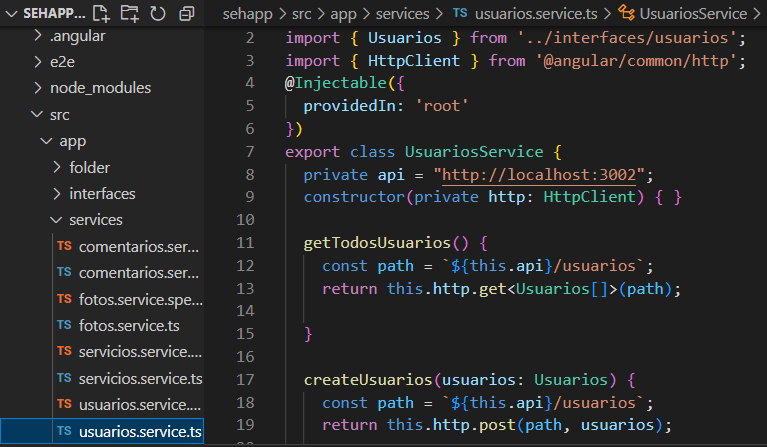 SEHAPP...
.angular
e2e
node_modules
src
app
folder
interfaces
services
TS comentarios.ser...
TS comentarios.ser...
TS fotos.service.spe...
TS fotos.service.ts
TS servicios.service....
TS servicios.service.ts
TS usuarios.service....
TS usuarios.service.ts
sehapp > src > app > services > TS usuarios.service.ts > UsuariosService >
2 import { Usuarios } from '../interfaces/usuarios';
3 import { HttpClient } from '@angular/common/http';
4 @Injectable({
5 providedIn: 'root'
6 })
7 export class UsuariosService {
8 private api = "http://localhost:3002";
9 constructor(private http: HttpClient) { }
10
11 getTodosUsuarios() {
12 const path = `${this.api}/usuarios`;
13 return this.http.get<Usuarios[]>(path);
14
15 }
16
17 createUsuarios(usuarios: Usuarios) {
18 const path = `${this.api}/usuarios`;
19 return this.http.post(path, usuarios);